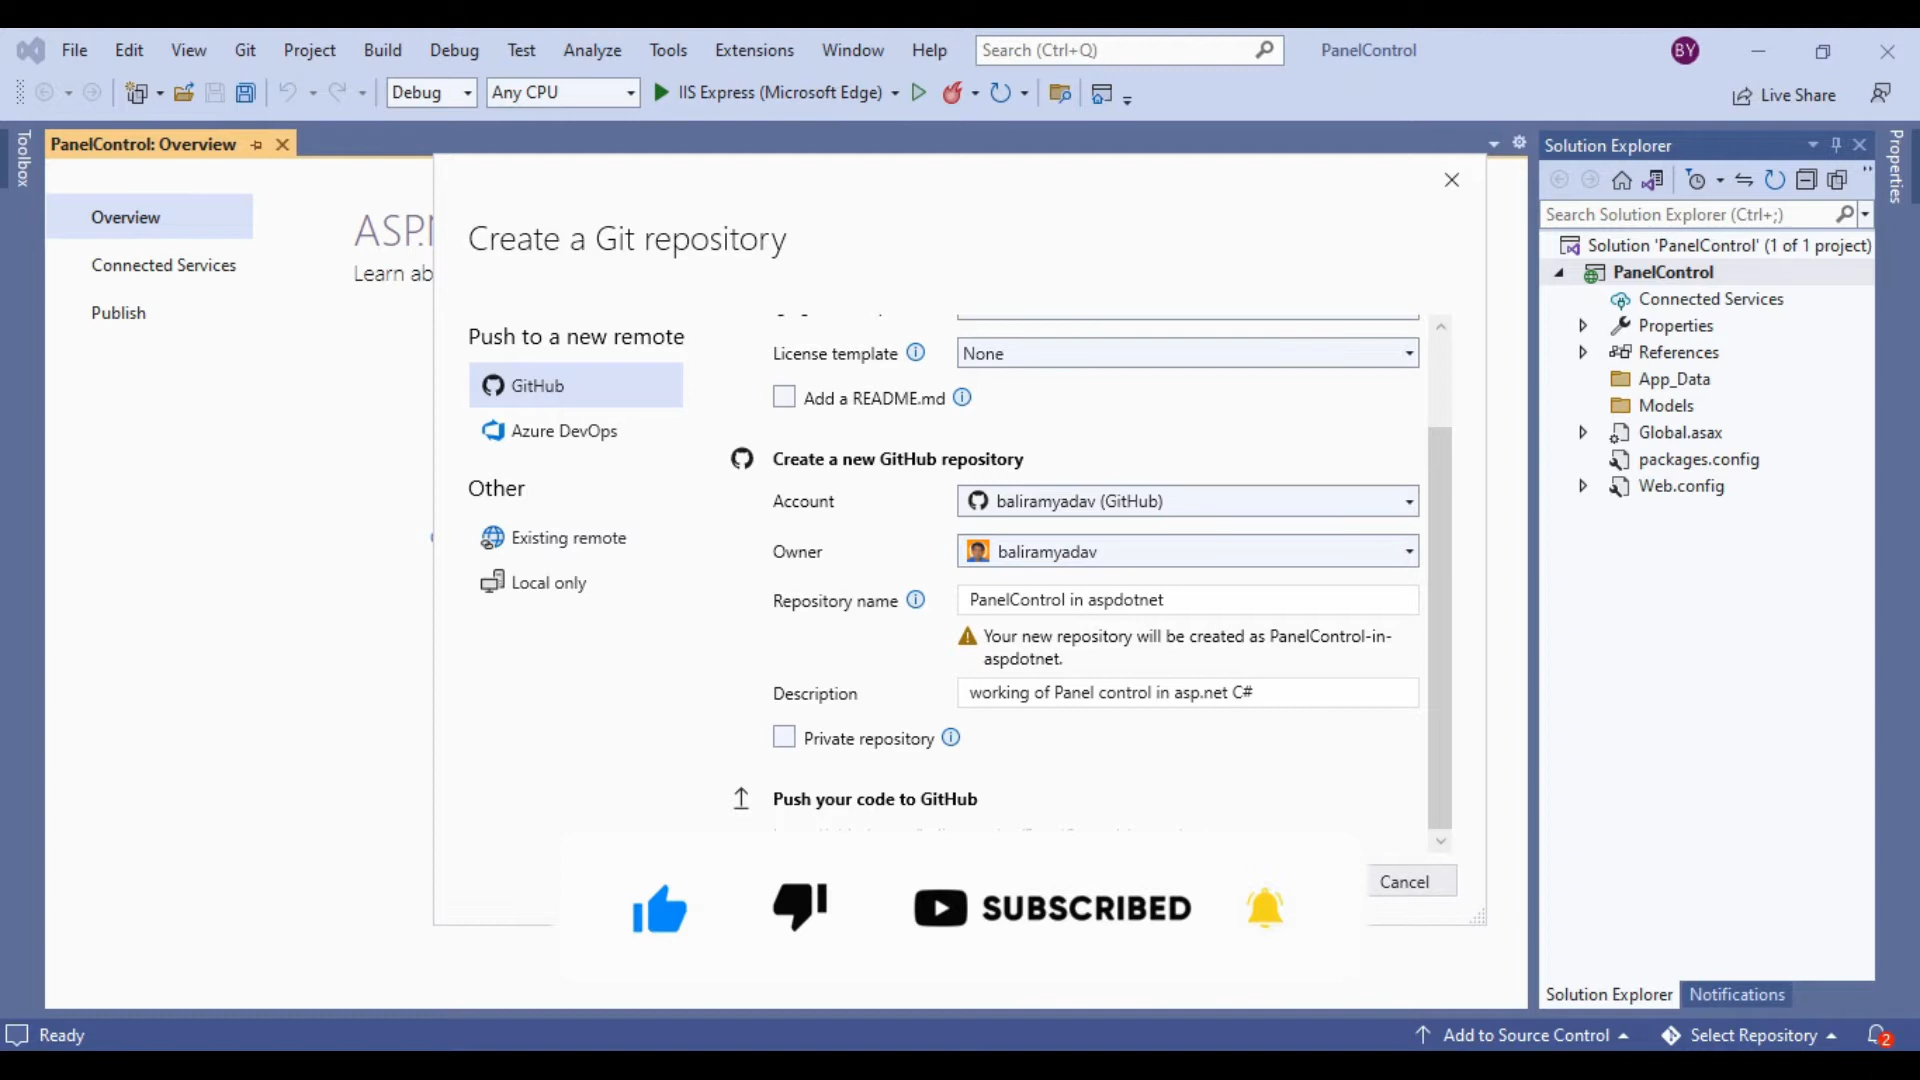 File Edit View Git Project Build Debug Test Analyze Tools Extensions Window Help Search (Ctrl+Q) PanelControl BY
Debug Any CPU IIS Express (Microsoft Edge) Live Share
Toolbox
PanelControl: Overview
Overview
Connected Services
Publish
Learn ab
Create a Git repository
Push to a new remote
GitHub
Azure DevOps
Other
Existing remote
Local only
License template None
Add a README.md
Create a new GitHub repository
Account baliramyadav (GitHub)
Owner baliramyadav
Repository name PanelControl in aspdotnet
Your new repository will be created as PanelControl-in-
aspdotnet.
Description working of Panel control in asp.net C#
Private repository
Push your code to GitHub
Cancel
SUBSCRIBED
Solution Explorer
Search Solution Explorer (Ctrl+;)
Solution 'PanelControl' (1 of 1 project)
PanelControl
Connected Services
Properties
References
App_Data
Models
Global.asax
packages.config
Web.config
Properties
Solution Explorer Notifications
Ready Add to Source Control Select Repository 2